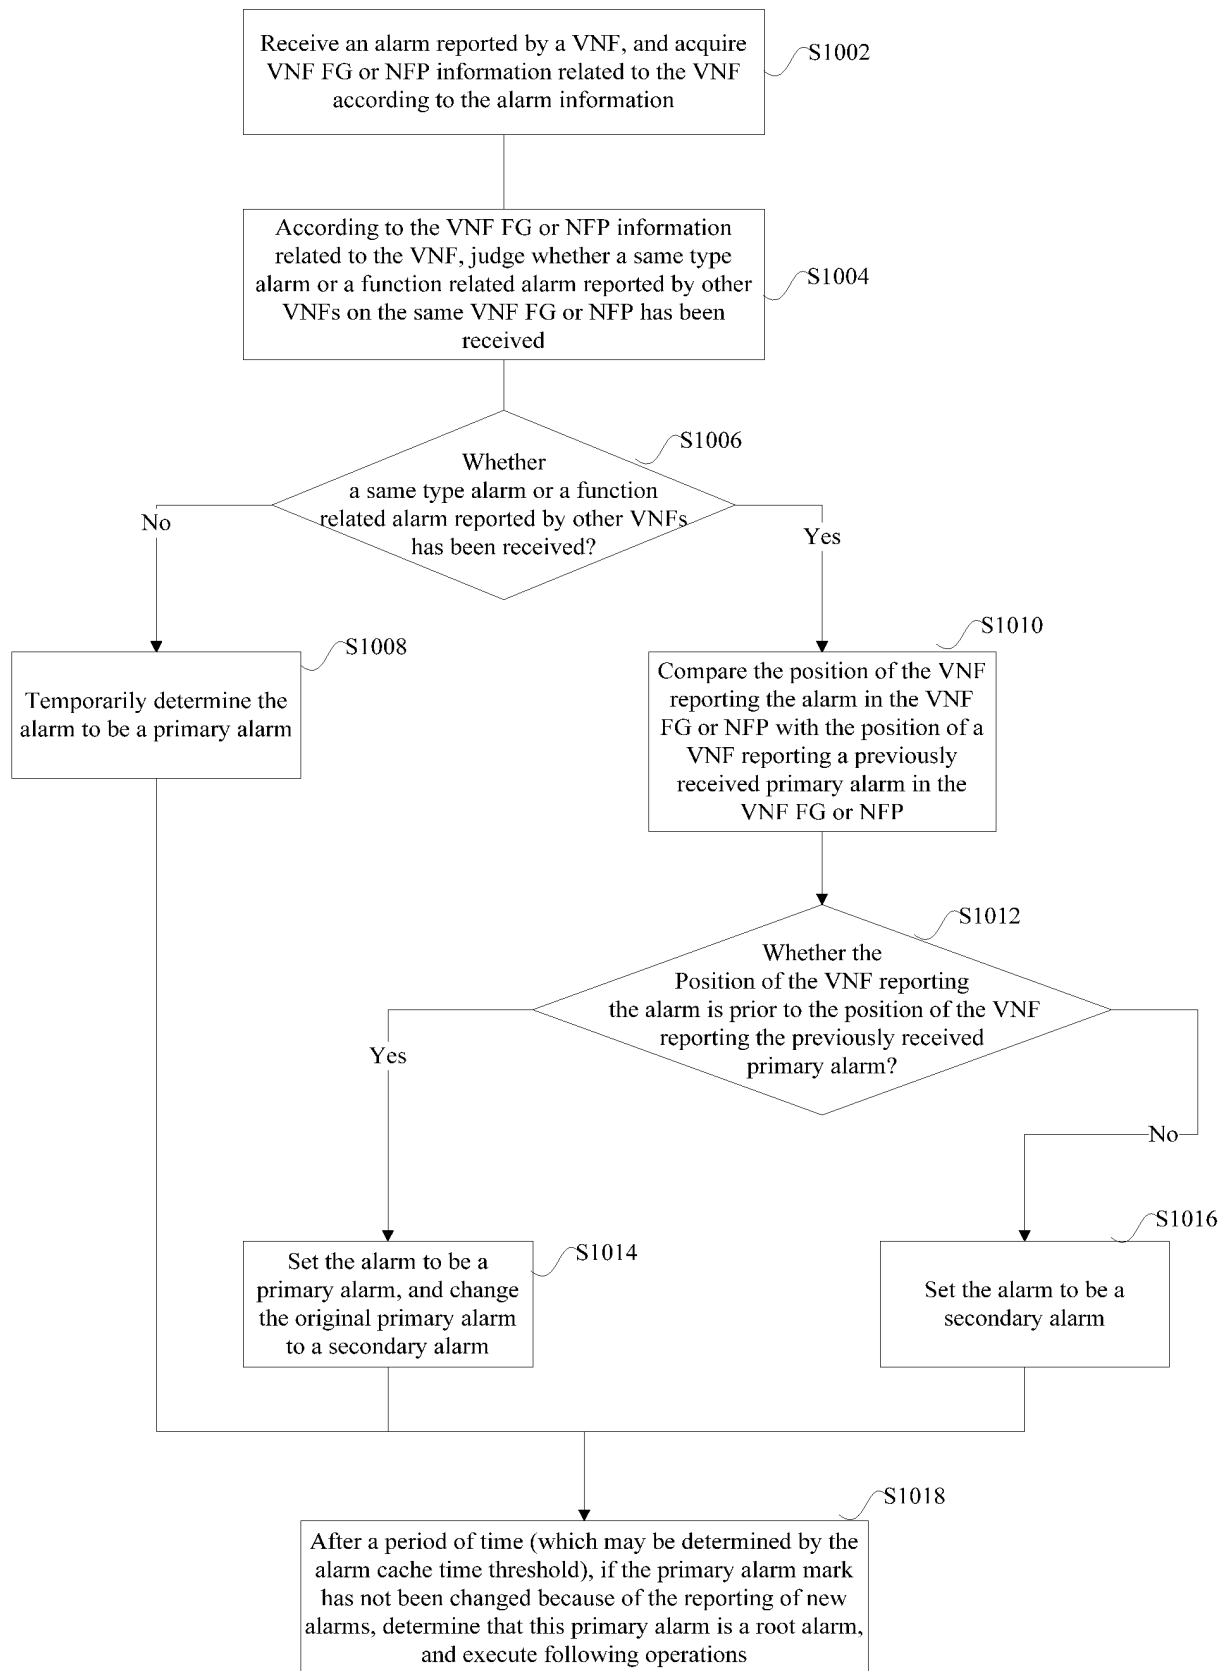 Receive an alarm reported by a VNF, and acquire
VNF FG or NFP information related to the VNF
according to the alarm information
S1002
According to the VNF FG or NFP information
related to the VNF, judge whether a same type
alarm or a function related alarm reported by other
VNFs on the same VNF FG or NFP has been
received
S1004
S1006
Whether
a same type alarm or a function
related alarm reported by other VNFs
has been received?
No
Yes
S1008
Temporarily determine the
alarm to be a primary alarm
S1010
Compare the position of the VNF
reporting the alarm in the VNF
FG or NFP with the position of a
VNF reporting a previously
received primary alarm in the
VNF FG or NFP
S1012
Whether the
Position of the VNF reporting
the alarm is prior to the position of the VNF
reporting the previously received
primary alarm?
Yes
No
S1014
Set the alarm to be a
primary alarm, and change
the original primary alarm
to a secondary alarm
S1016
Set the alarm to be a
secondary alarm
S1018
After a period of time (which may be determined by the
alarm cache time threshold), if the primary alarm mark
has not been changed because of the reporting of new
alarms, determine that this primary alarm is a root alarm,
and execute following operations